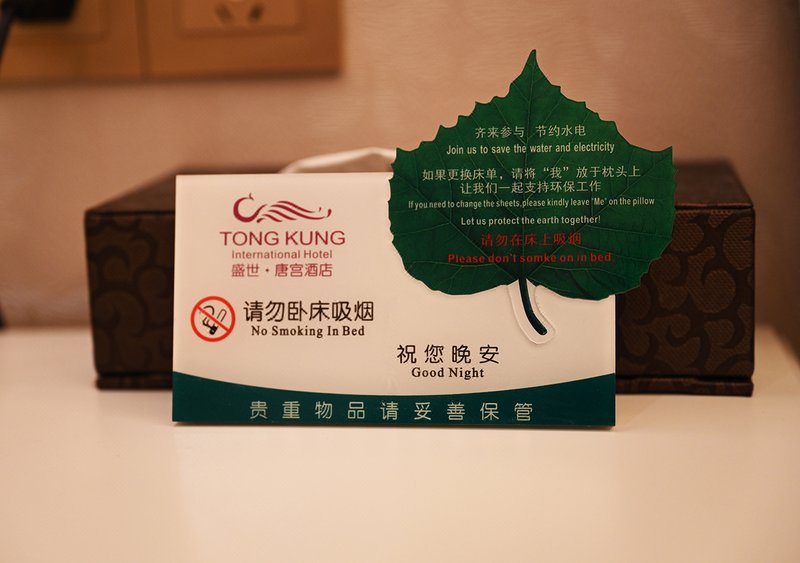 齐来参与 节约水电
Join us to save the water and electricity
如果更换床单，请将“我”放于枕头上
让我们一起支持环保工作
If you need to change the sheets,please kindly leave "Me" on the pillow
Let us protect the earth together!
请勿在床上吸烟
Please don't somke on in bed
TONG KUNG
International Hotel
盛世·唐宫酒店
请勿卧床吸烟
No Smoking In Bed
祝您晚安
Good Night
贵重物品请妥善保管